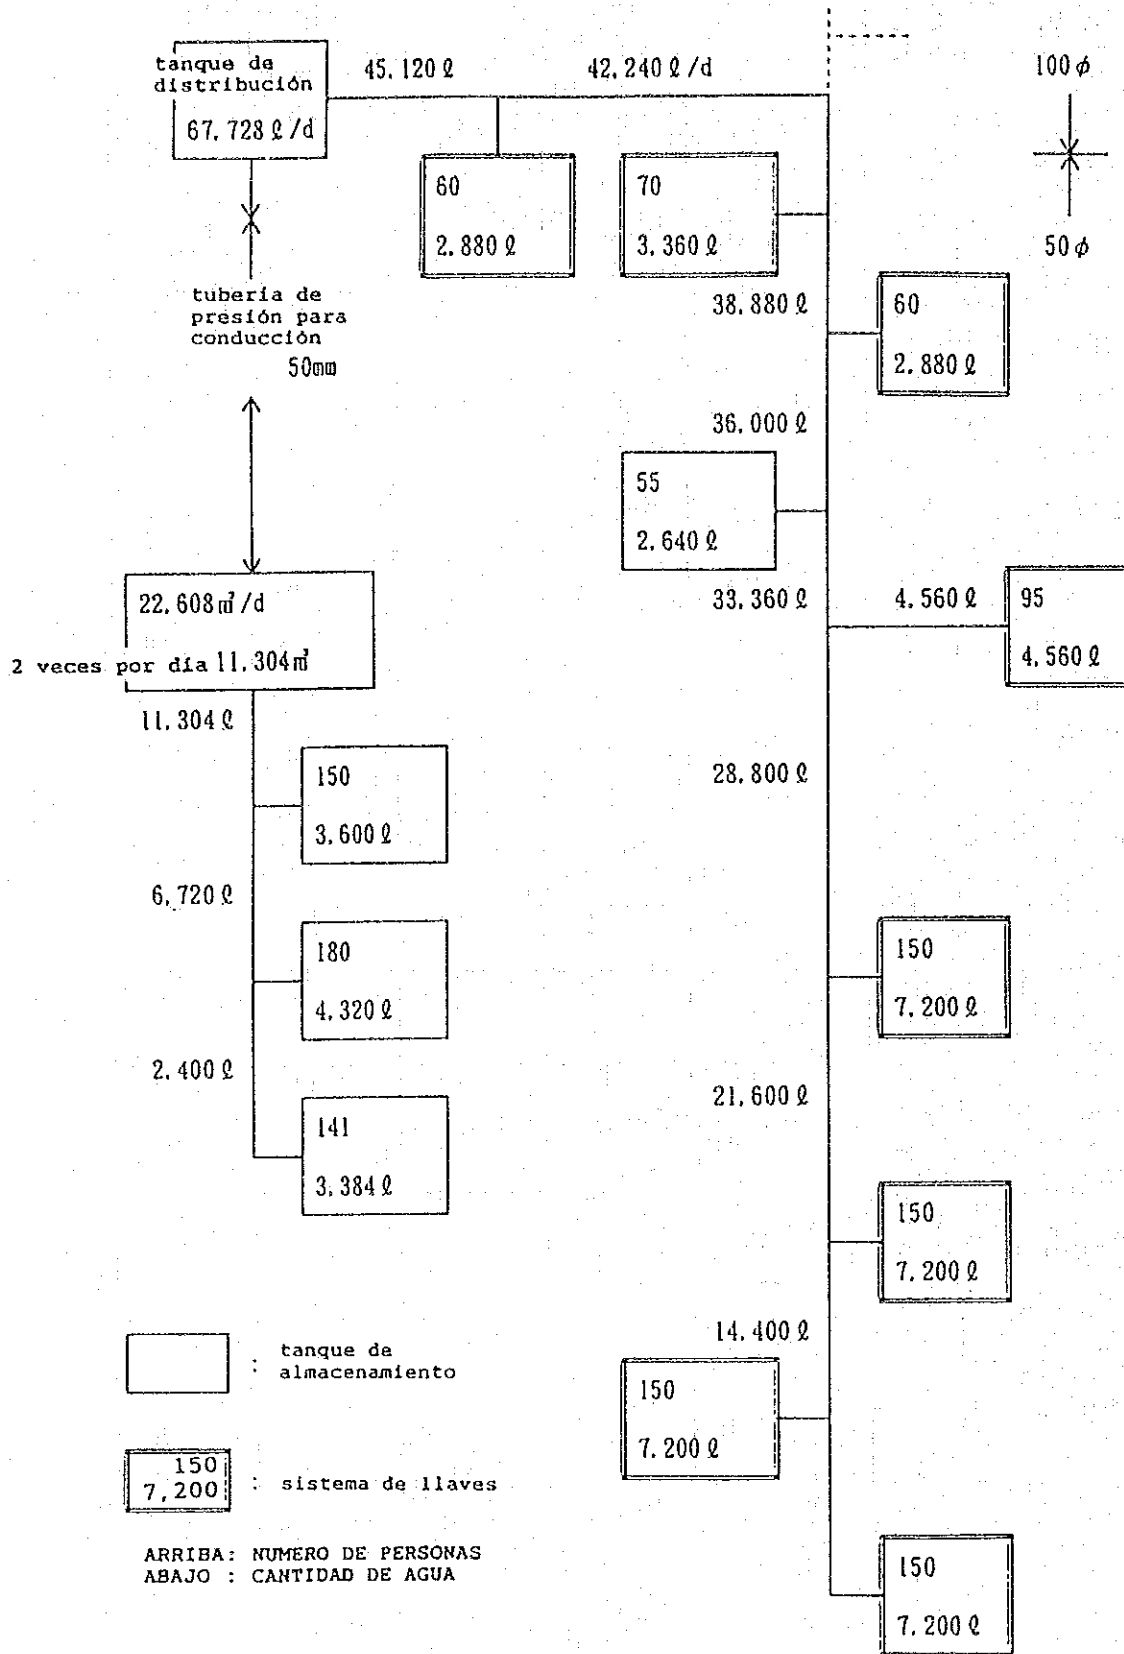 tanque de
distribución
67.728 ℓ/d
45.120 ℓ
42.240 ℓ/d
100 ϕ
50 ϕ
60
2.880 ℓ
70
3.360 ℓ
38.880 ℓ
60
2.880 ℓ
tubería de
presión para
conducción
50mm
36.000 ℓ
55
2.640 ℓ
33.360 ℓ
4.560 ℓ
95
4.560 ℓ
22.608 ㎥/d
2 veces por día 11.304㎥
11.304 ℓ
150
3.600 ℓ
28.800 ℓ
6.720 ℓ
180
4.320 ℓ
150
7.200 ℓ
2.400 ℓ
21.600 ℓ
141
3.384 ℓ
150
7.200 ℓ
14.400 ℓ
150
7.200 ℓ
150
7.200 ℓ
: tanque de
almacenamiento
150
7,200
: sistema de llaves
ARRIBA: NUMERO DE PERSONAS
ABAJO : CANTIDAD DE AGUA